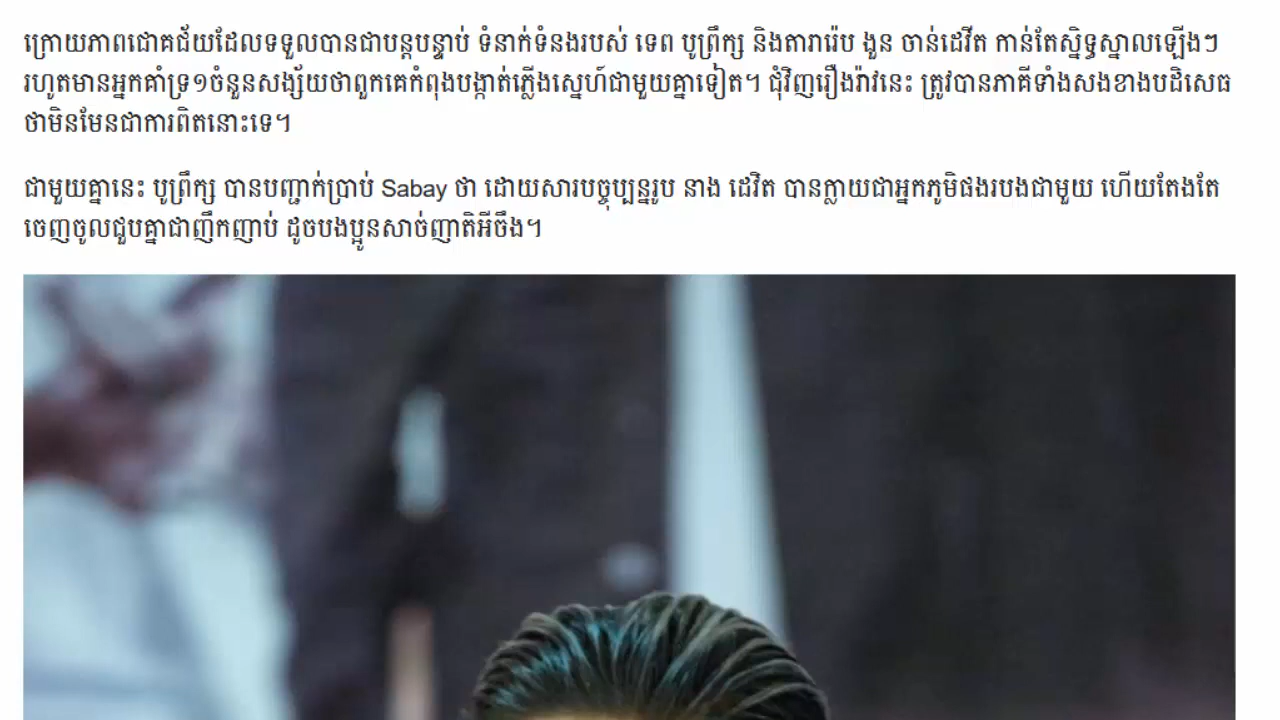 ក្រោយភាពជោគជ័យដែលទទួលបានជាបន្តបន្ទាប់ ទំនាក់ទំនងរបស់ ទេព បូព្រឹក្ស និងតារារ៉េប ងួន ចាន់ដេវីត កាន់តែស្និទ្ធស្នាលឡើងៗ
រហូតមានអ្នកគាំទ្រ១ចំនួនសង្ស័យថាពួកគេកំពុងបង្កាត់ភ្លើងស្នេហ៍ជាមួយគ្នាទៀត។ ជុំវិញរឿងរ៉ាវនេះ ត្រូវបានភាគីទាំងសងខាងបដិសេធ
ថាមិនមែនជាការពិតនោះទេ។
ជាមួយគ្នានេះ បូព្រឹក្ស បានបញ្ជាក់ប្រាប់ Sabay ថា ដោយសារបច្ចុប្បន្នរូប នាង ដេវិត បានក្លាយជាអ្នកភូមិផងរបងជាមួយ ហើយតែងតែ
ចេញចូលជួបគ្នាជាញឹកញាប់ ដូចបងប្អូនសាច់ញាតិអីចឹង។